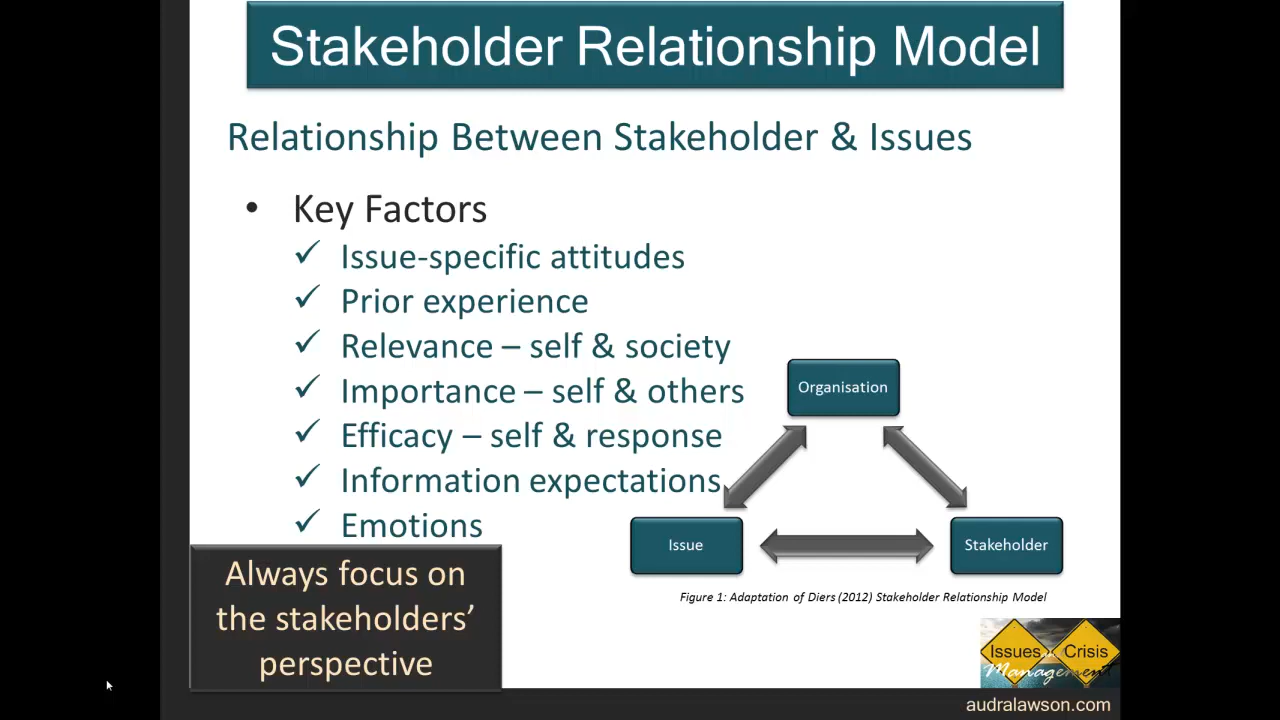 Stakeholder Relationship Model
Relationship Between Stakeholder & Issues
• Key Factors
✓ Issue-specific attitudes
✓ Prior experience
✓ Relevance – self & society
✓ Importance – self & others
✓ Efficacy – self & response
✓ Information expectations
✓ Emotions
Always focus on
the stakeholders’
perspective
Organisation
Issue
Stakeholder
Figure 1: Adaptation of Diers (2012) Stakeholder Relationship Model
Issues Crisis
Management
audralawson.com